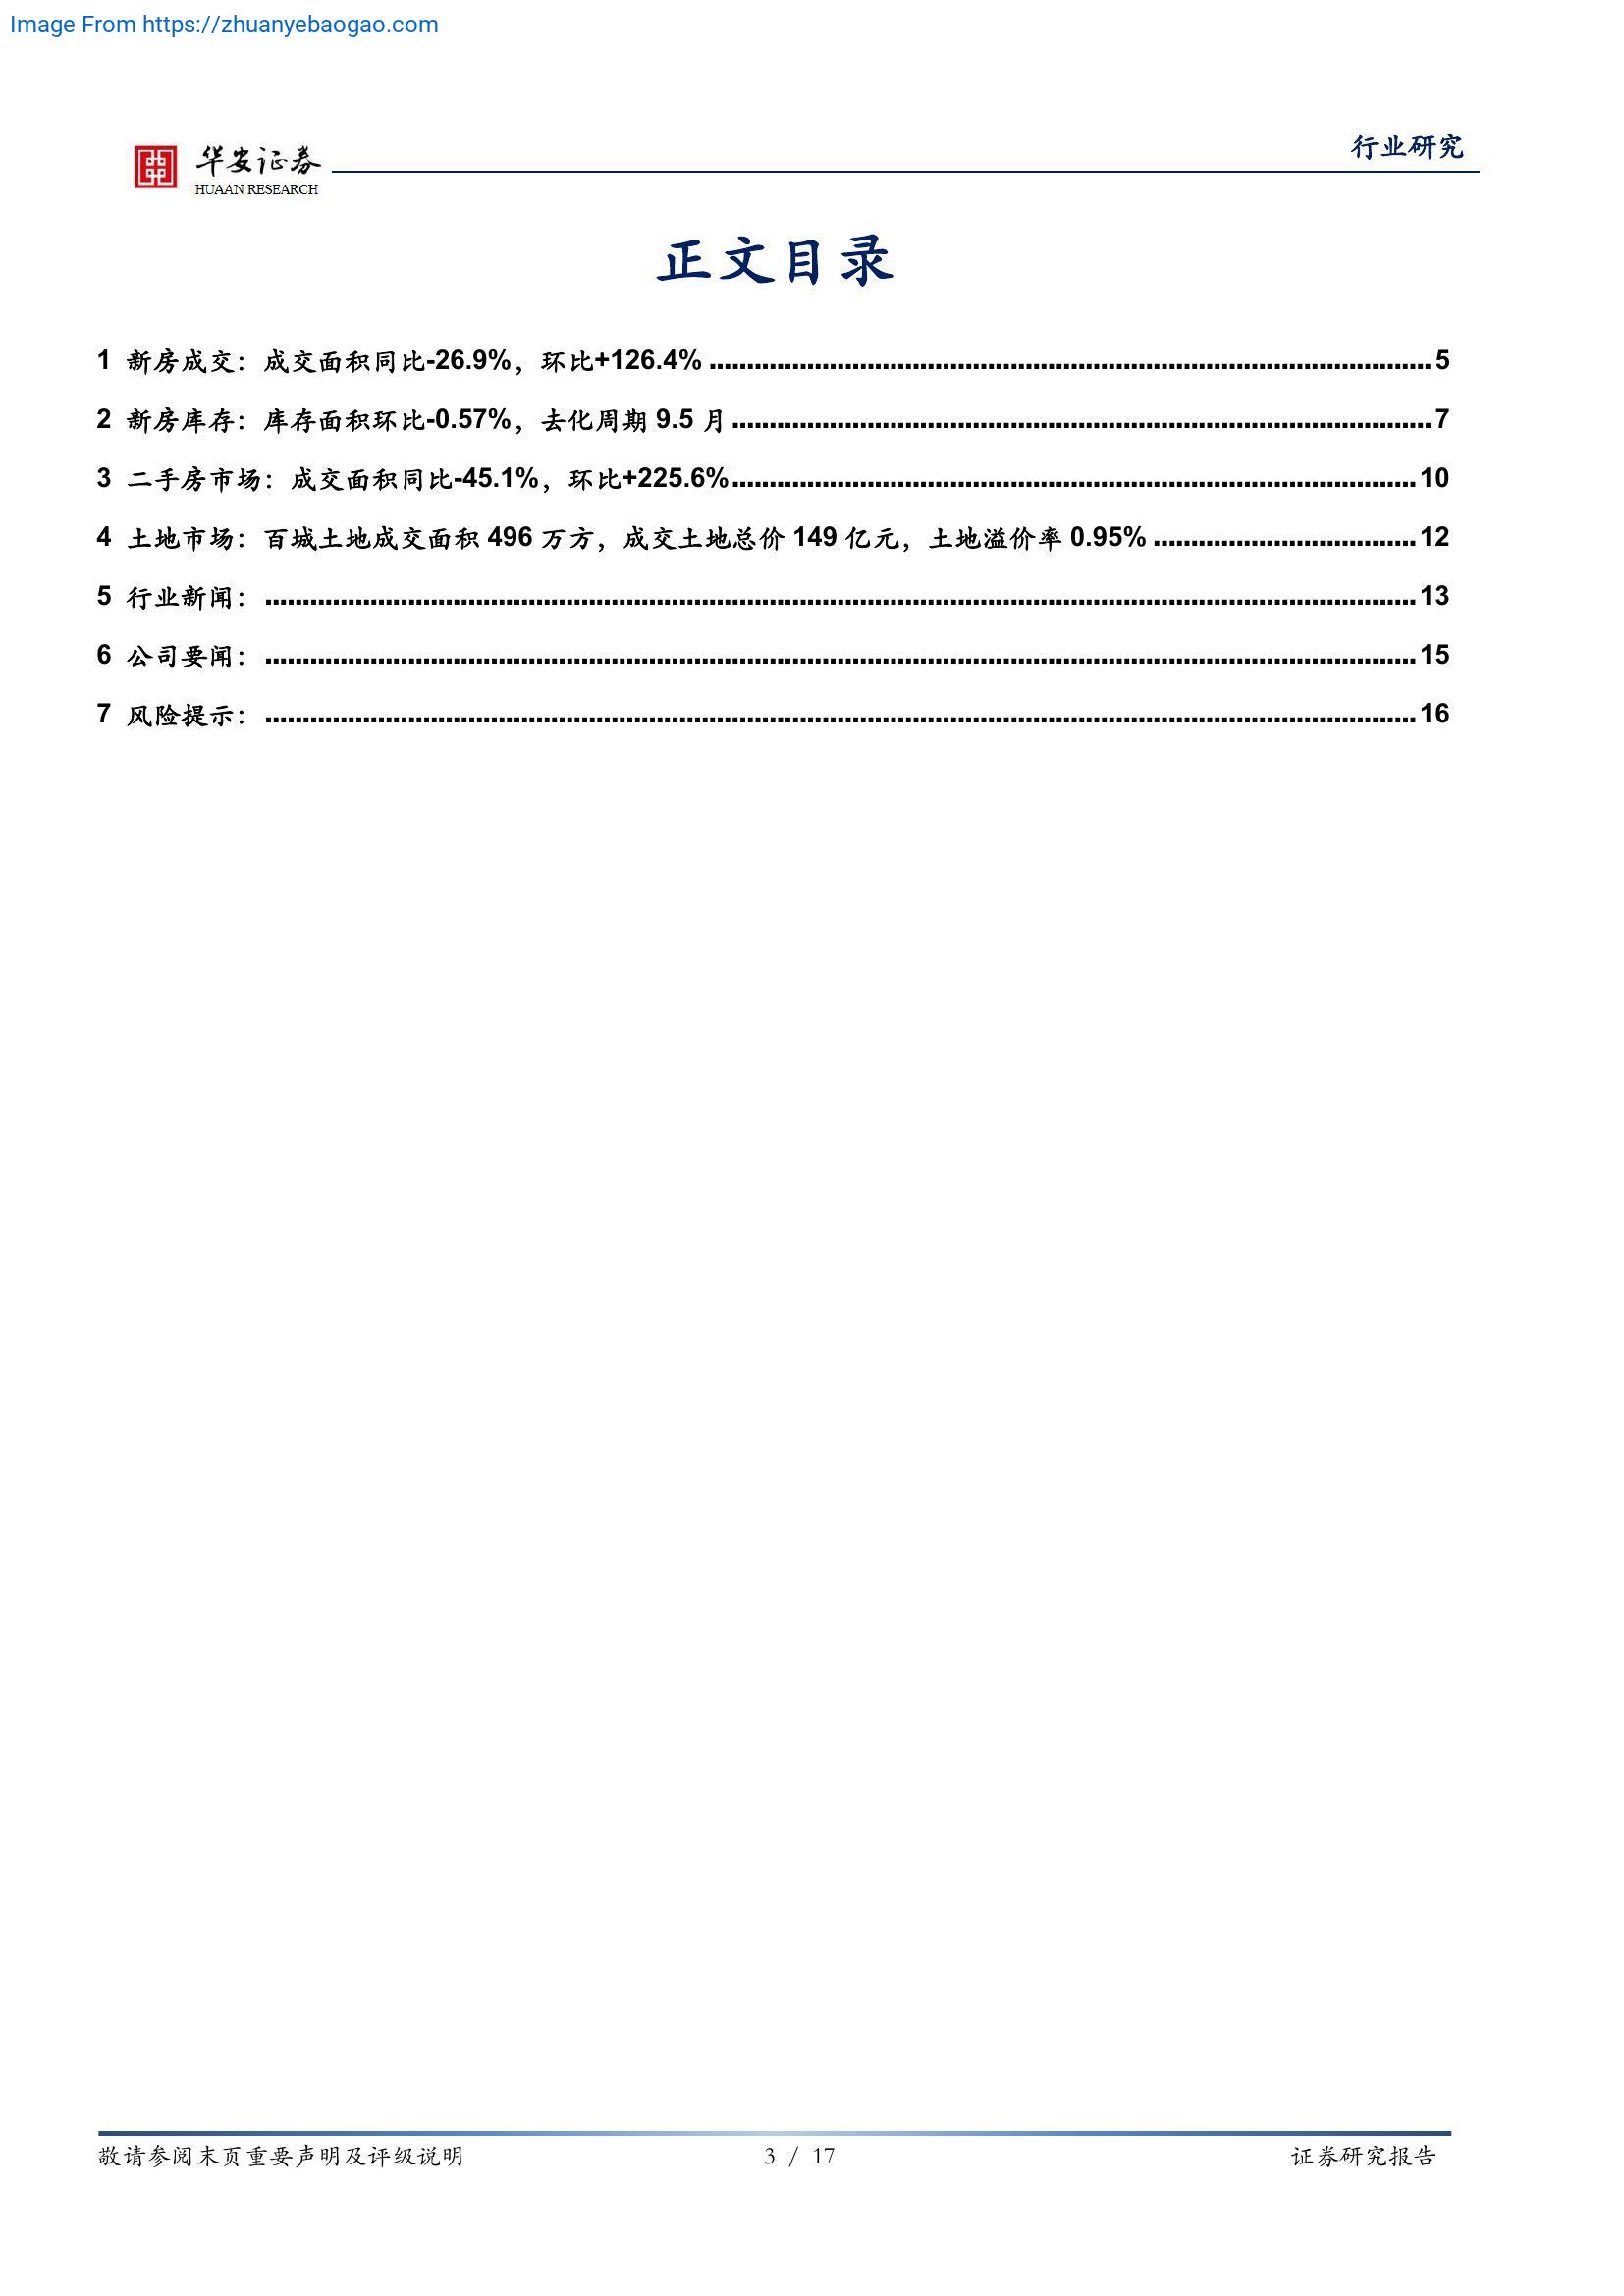 Image From https://zhuanyebaogao.com
行业研究
华安证券
HUAAN RESEARCH
正文目录
1 新房成交：成交面积同比-26.9%，环比+126.4% ........................................ 5
2 新房库存：库存面积环比-0.57%，去化周期 9.5 月 ........................................ 7
3 二手房市场：成交面积同比-45.1%，环比+225.6% ........................................ 10
4 土地市场：百城土地成交面积 496 万方，成交土地总价 149 亿元，土地溢价率 0.95% .................... 12
5 行业新闻： ........................................ 13
6 公司要闻： ........................................ 15
7 风险提示： ........................................ 16
敬请参阅末页重要声明及评级说明 3 / 17 证券研究报告